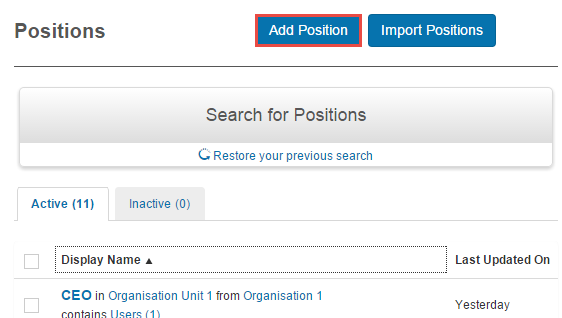 Positions
Add Position
Import Positions
Search for Positions
Restore your previous search
Active (11)
Inactive (0)
Display Name ▲
Last Updated On
CEO in Organisation Unit 1 from Organisation 1
Yesterday
contains Users (1)